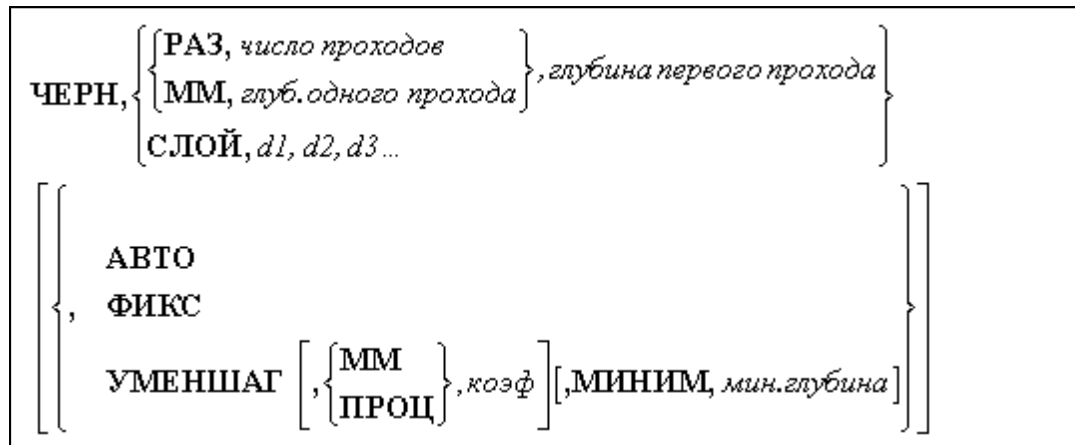 РАЗ, число проходов
ЧЕРН, ММ, глуб.одного прохода , глубина первого прохода
СЛОЙ, d1, d2, d3...
АВТО
, ФИКС
УМЕНШАГ [, ММ
ПРОЦ , коэф] [,МИНИМ, мин.глубина]